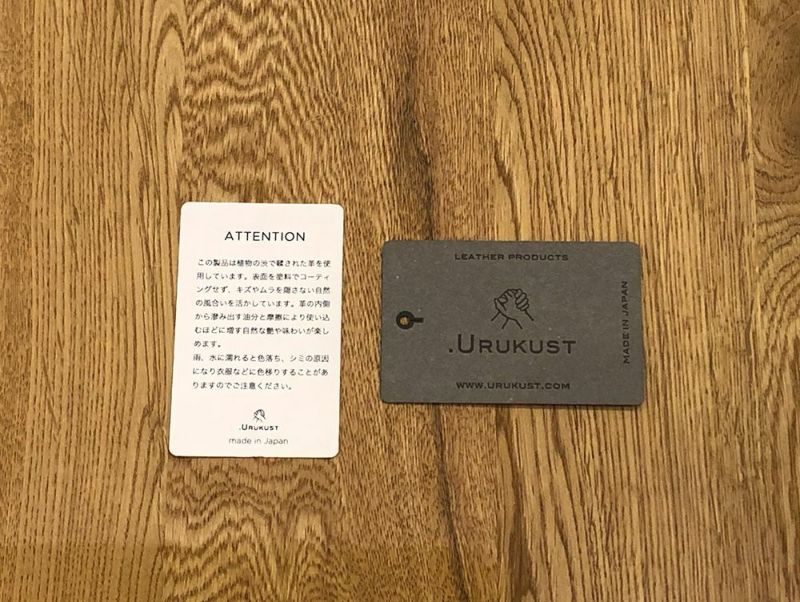 ATTENTION
この製品は植物の渋で鞣された革を使
用しています。表面を塗料でコーティ
ングせず、キズやムラを隠さない自然
の風合いを活かしています。革の内側
から滲み出す油分と摩擦により使い込
むほどに増す自然な艶や味わいが楽し
めます。
雨、水に濡れると色落ち、シミの原因
になり衣服などに色移りすることがあ
りますのでご注意ください。
.URUKUST
made in Japan
LEATHER PRODUCTS
.URUKUST
WWW.URUKUST.COM
MADE IN JAPAN